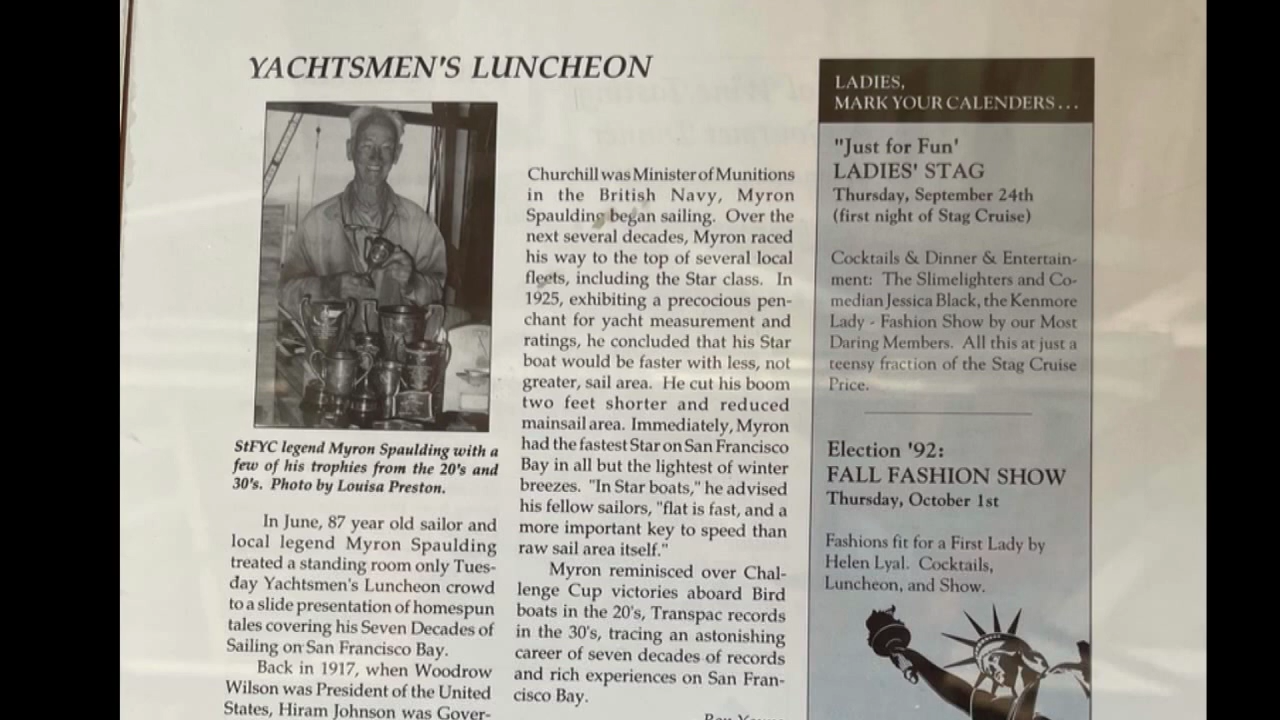 YACHTSMEN'S LUNCHEON
StFYC legend Myron Spaulding with a
few of his trophies from the 20's and
30's. Photo by Louisa Preston.
In June, 87 year old sailor and
local legend Myron Spaulding
treated a standing room only Tues-
day Yachtsmen's Luncheon crowd
to a slide presentation of homespun
tales covering his Seven Decades of
Sailing on San Francisco Bay.
Back in 1917, when Woodrow
Wilson was President of the United
States, Hiram Johnson was Gover-
Churchill was Minister of Munitions
in the British Navy, Myron
Spaulding began sailing. Over the
next several decades, Myron raced
his way to the top of several local
fleets, including the Star class. In
1925, exhibiting a precocious pen-
chant for yacht measurement and
ratings, he concluded that his Star
boat would be faster with less, not
greater, sail area. He cut his boom
two feet shorter and reduced
mainsail area. Immediately, Myron
had the fastest Star on San Francisco
Bay in all but the lightest of winter
breezes. "In Star boats," he advised
his fellow sailors, "flat is fast, and a
more important key to speed than
raw sail area itself."
Myron reminisced over Chal-
lenge Cup victories aboard Bird
boats in the 20's, Transpac records
in the 30's, tracing an astonishing
career of seven decades of records
and rich experiences on San Fran-
cisco Bay.
LADIES,
MARK YOUR CALENDERS...
"Just for Fun'
LADIES' STAG
Thursday, September 24th
(first night of Stag Cruise)
Cocktails & Dinner & Entertain-
ment: The Slimelighters and Co-
median Jessica Black, the Kenmore
Lady - Fashion Show by our Most
Daring Members. All this at just a
teensy fraction of the Stag Cruise
Price.
Election '92:
FALL FASHION SHOW
Thursday, October 1st
Fashions fit for a First Lady by
Helen Lyal. Cocktails,
Luncheon, and Show.